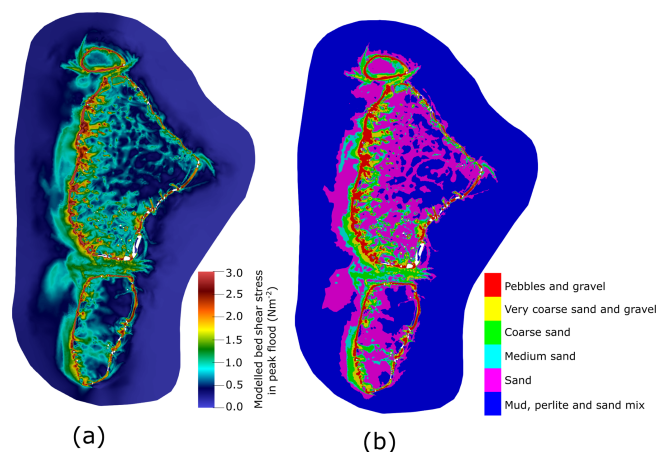 3.0
2.5
2.0
1.5
1.0
0.5
0.0
Modelled bed shear stress
in peak flood (Nm-2)
(a)
Pebbles and gravel
Very coarse sand and gravel
Coarse sand
Medium sand
Sand
Mud, perlite and sand mix
(b)